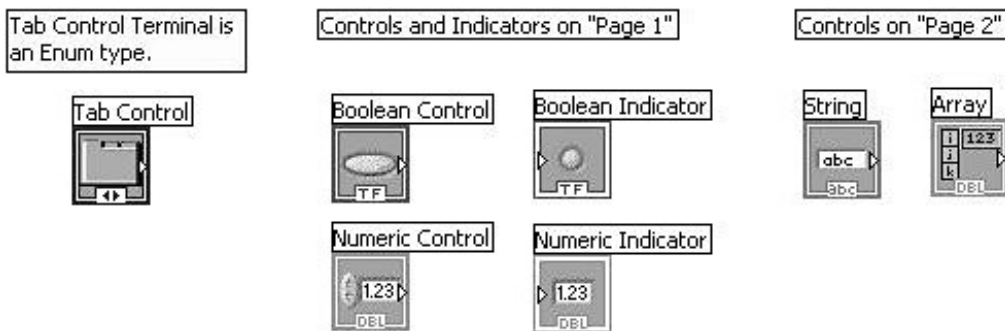 Tab Control Terminal is
an Enum type.
Controls and Indicators on "Page 1"
Controls on "Page 2"
Tab Control
Boolean Control
TF
Boolean Indicator
TF
String
abc
abc
Array
i
j
k
123
DBL
Numeric Control
1.23
DBL
Numeric Indicator
1.23
DBL